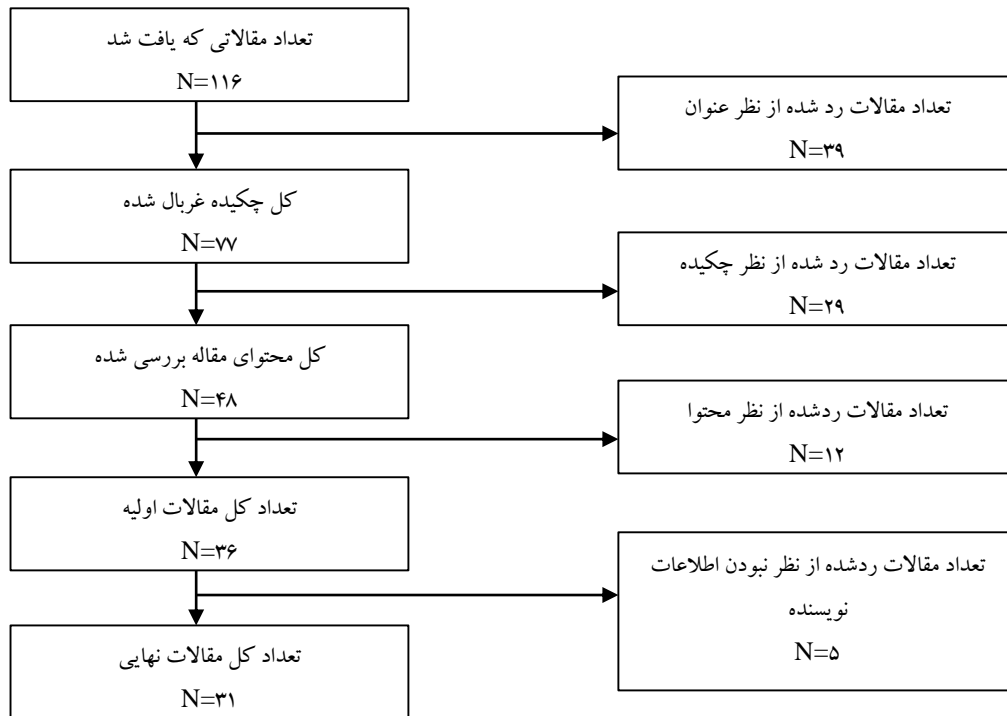 تعداد مقالاتی که یافت شد
N=۱۱۶
تعداد مقالات رد شده از نظر عنوان
N=۳۹
کل چکیده غربال شده
N=۷۷
تعداد مقالات رد شده از نظر چکیده
N=۲۹
کل محتوای مقاله بررسی شده
N=۴۸
تعداد مقالات ردشده از نظر محتوا
N=۱۲
تعداد کل مقالات اولیه
N=۳۶
تعداد مقالات ردشده از نظر نبودن اطلاعات
نویسنده
N=۵
تعداد کل مقالات نهایی
N=۳۱